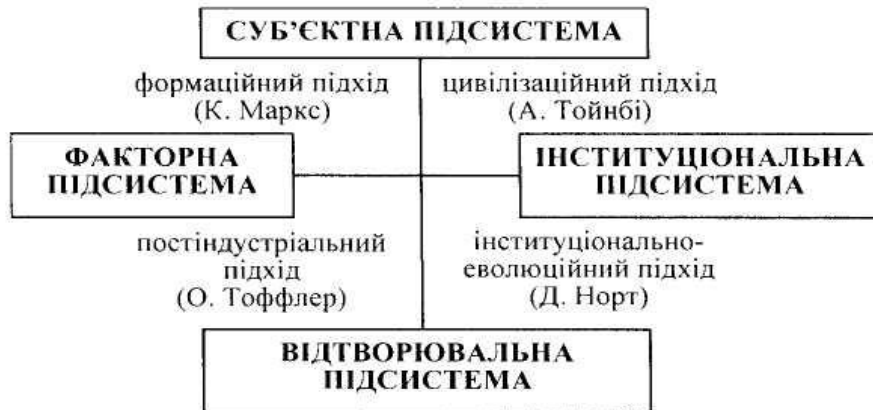 СУБ’ЄКТНА ПІДСИСТЕМА
формаційний підхід
(К. Маркс)
цивілізаційний підхід
(А. Тойнбі)
ФАКТОРНА
ПІДСИСТЕМА
ІНСТИТУЦІОНАЛЬНА
ПІДСИСТЕМА
постіндустріальний
підхід
(О. Тоффлер)
інституціонально-
еволюційний підхід
(Д. Норт)
ВІДТВОРЮВАЛЬНА
ПІДСИСТЕМА